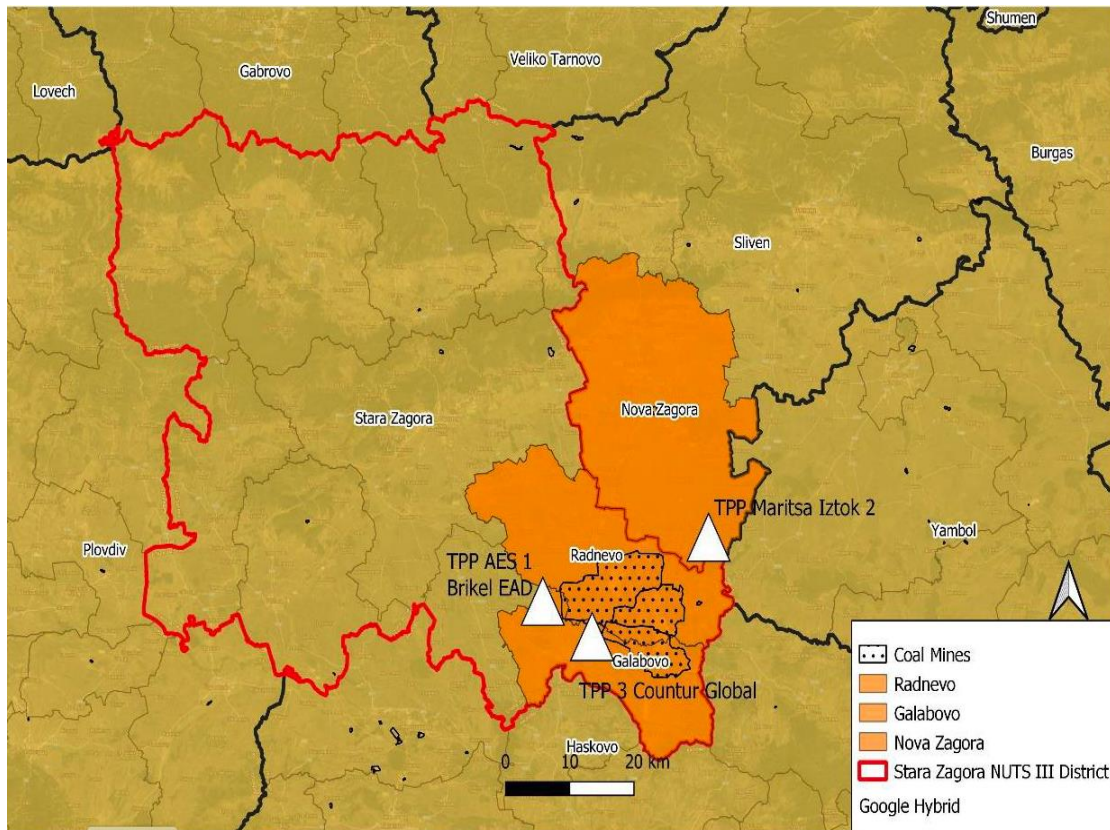 Shumen
Gabrovo
Veliko Tarnovo
Lovech
Burgas
Sliven
Nova Zagora
Stara Zagora
TPP Maritsa Iztok 2
Yambol
Plovdiv
Radnevo
TPP AES 1
Brikel EAD
Galabovo
TPP 3 Countur Global
Haskovo
0 10 20 km
Coal Mines
Radnevo
Galabovo
Nova Zagora
Stara Zagora NUTS III District
Google Hybrid